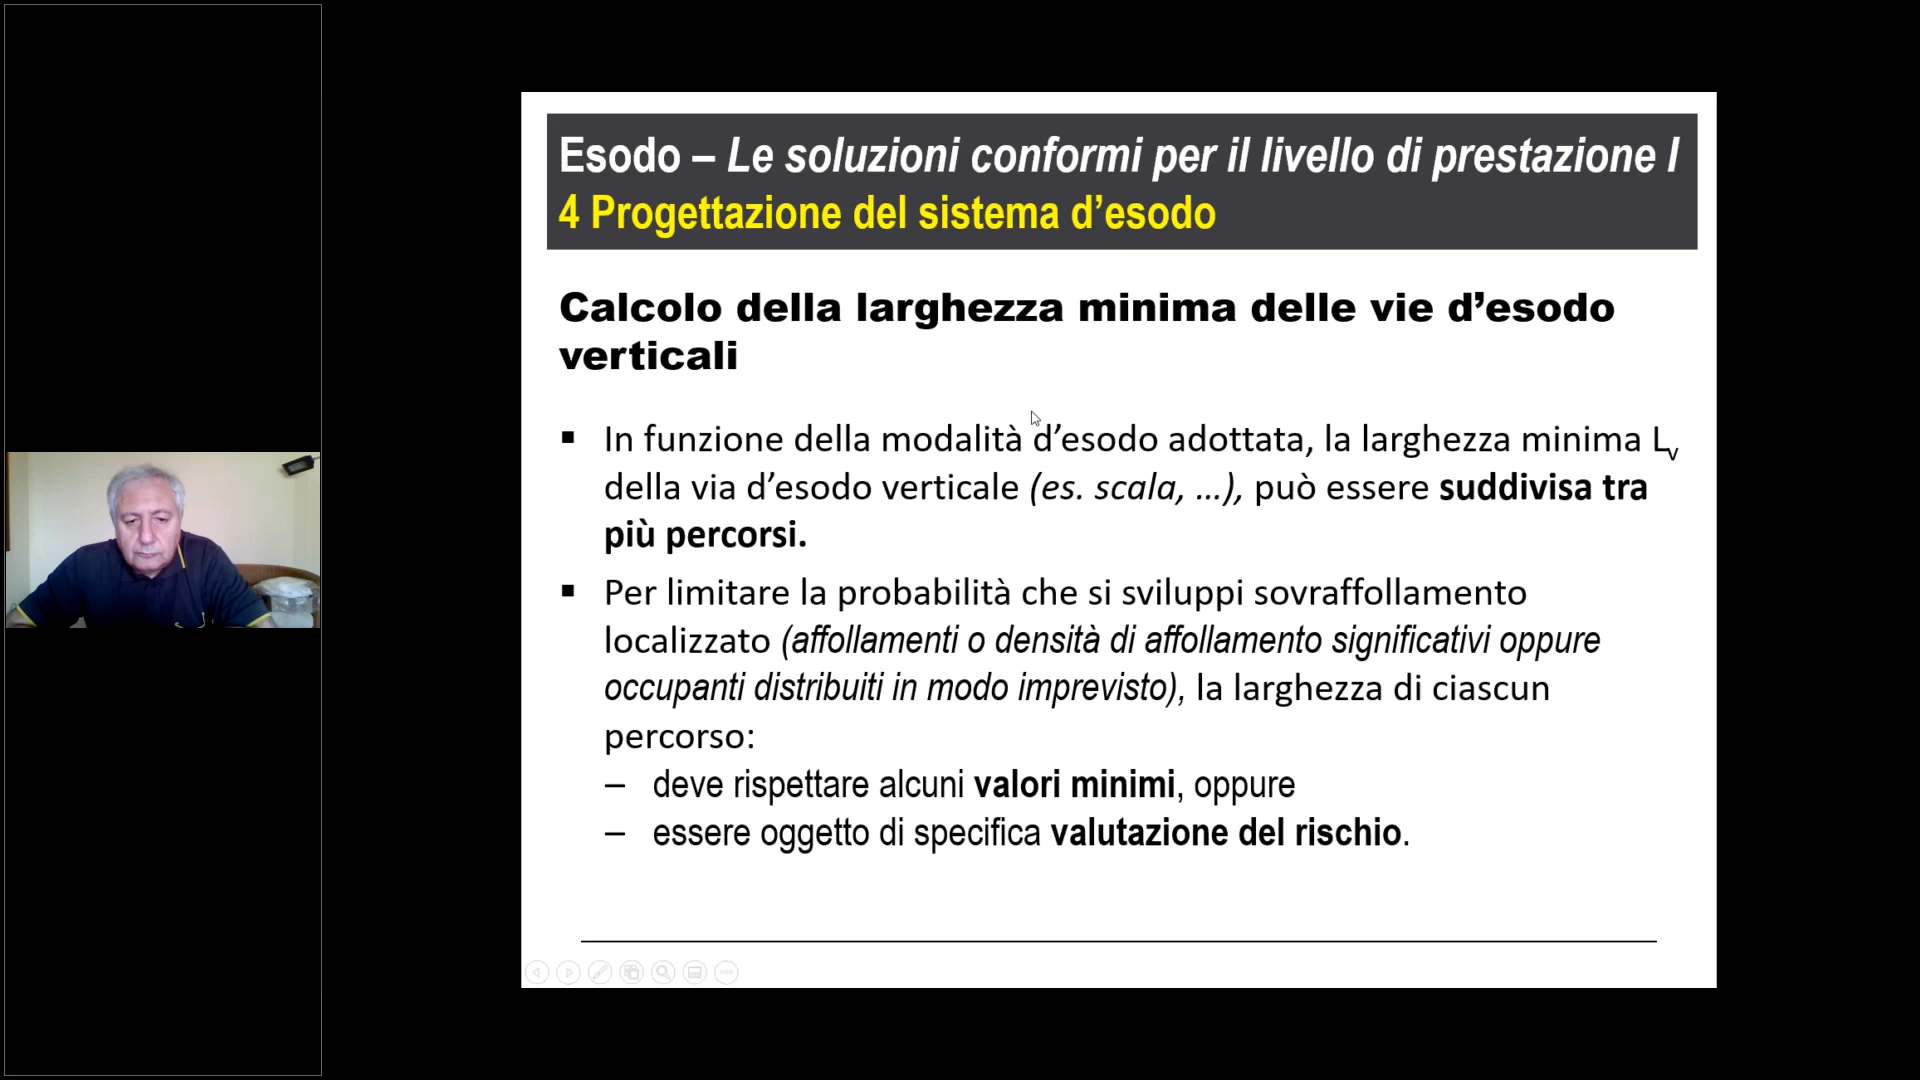 Esodo – Le soluzioni conformi per il livello di prestazione I
4 Progettazione del sistema d’esodo
Calcolo della larghezza minima delle vie d’esodo
verticali
▪ In funzione della modalità d’esodo adottata, la larghezza minima Lv
della via d’esodo verticale (es. scala, …), può essere suddivisa tra
più percorsi.
▪ Per limitare la probabilità che si sviluppi sovraffollamento
localizzato (affollamenti o densità di affollamento significativi oppure
occupanti distribuiti in modo imprevisto), la larghezza di ciascun
percorso:
– deve rispettare alcuni valori minimi, oppure
– essere oggetto di specifica valutazione del rischio.